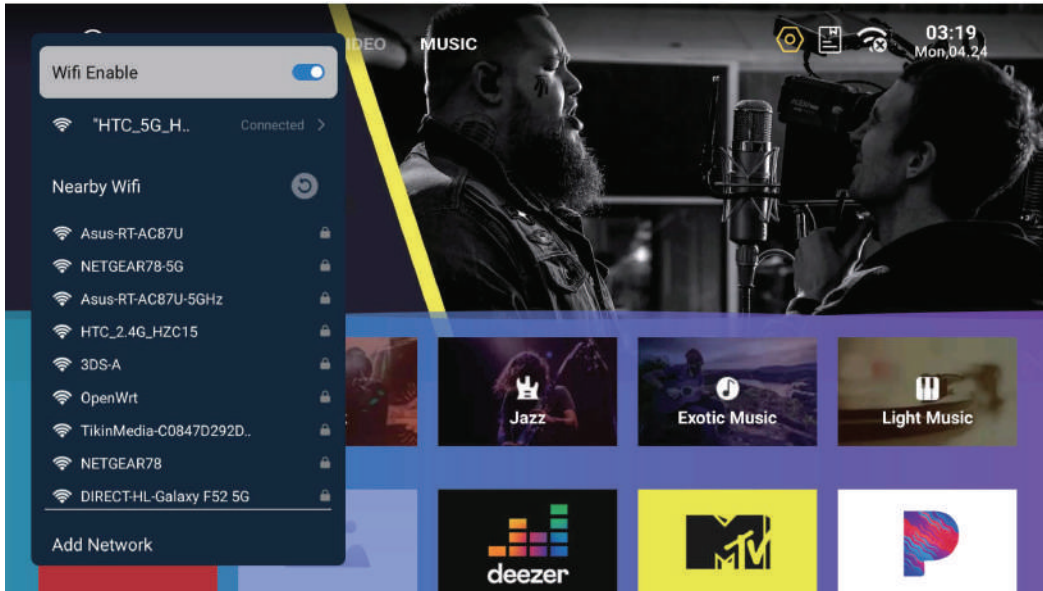 Wifi Enable
"HTC_5G_H.. Connected >
Nearby Wifi
Asus-RT-AC87U
NETGEAR78-5G
Asus-RT-AC87U-5GHz
HTC_2.4G_HZC15
3DS-A
OpenWrt
TikinMedia-C0847D292D..
NETGEAR78
DIRECT-HL-Galaxy F52 5G
Add Network
IDEO MUSIC
03:19
Mon,04.24
Jazz
Exotic Music
Light Music
deezer
MTV